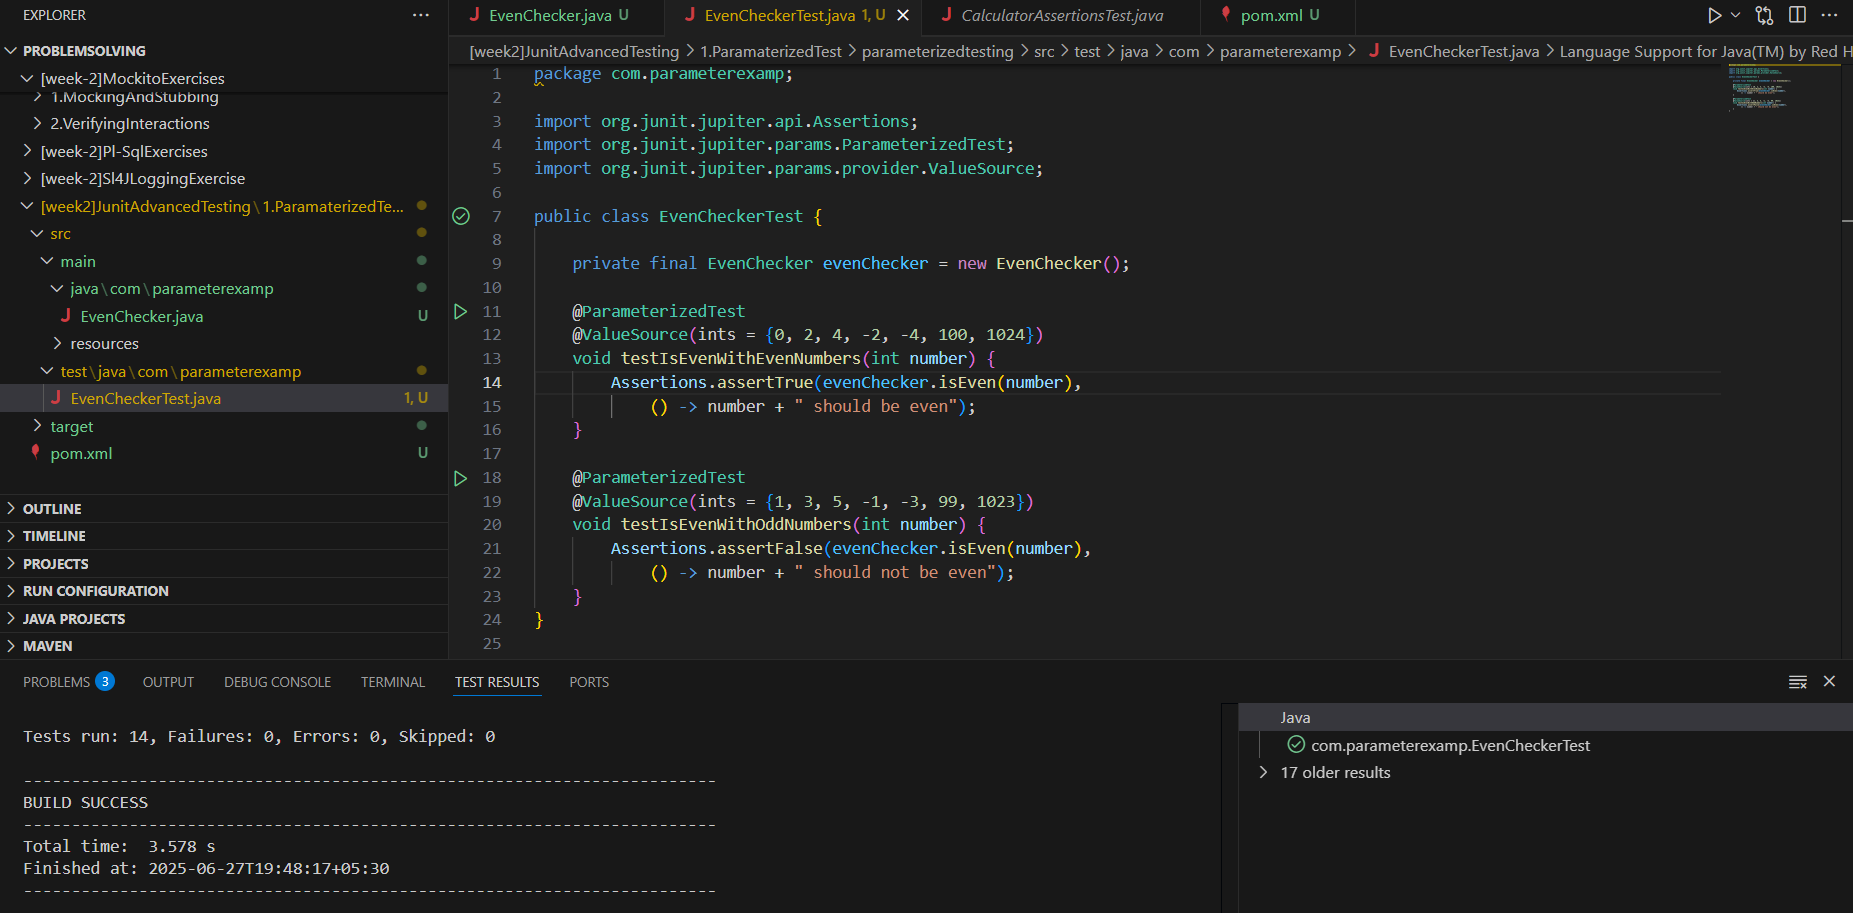 EXPLORER
PROBLEMSOLVING
[week-2]MockitoExercises
1.MockingAndStubbing
2.VerifyingInteractions
[week-2]Pl-SqlExercises
[week-2]Sl4JLoggingExercise
[week2]JunitAdvancedTesting\1.ParamaterizedTe...
src
main
java\com\parameterexamp
EvenChecker.java U
resources
test\java\com\parameterexamp
EvenCheckerTest.java 1, U
target
pom.xml U
OUTLINE
TIMELINE
PROJECTS
RUN CONFIGURATION
JAVA PROJECTS
MAVEN
EvenChecker.java U EvenCheckerTest.java 1, U CalculatorAssertionsTest.java pom.xml U
[week2]JunitAdvancedTesting > 1.ParamaterizedTest > parameterizedtesting > src > test > java > com > parameterexamp > EvenCheckerTest.java > Language Support for Java(TM) by Red H
1 package com.parameterexamp;
2
3 import org.junit.jupiter.api.Assertions;
4 import org.junit.jupiter.params.ParameterizedTest;
5 import org.junit.jupiter.params.provider.ValueSource;
6
7 public class EvenCheckerTest {
8
9 private final EvenChecker evenChecker = new EvenChecker();
10
11 @ParameterizedTest
12 @ValueSource(ints = {0, 2, 4, -2, -4, 100, 1024})
13 void testIsEvenWithEvenNumbers(int number) {
14 Assertions.assertTrue(evenChecker.isEven(number),
15 () -> number + " should be even");
16 }
17
18 @ParameterizedTest
19 @ValueSource(ints = {1, 3, 5, -1, -3, 99, 1023})
20 void testIsEvenWithOddNumbers(int number) {
21 Assertions.assertFalse(evenChecker.isEven(number),
22 () -> number + " should not be even");
23 }
24 }
25
PROBLEMS 3 OUTPUT DEBUG CONSOLE TERMINAL TEST RESULTS PORTS
Tests run: 14, Failures: 0, Errors: 0, Skipped: 0
------------------------------------------------------------------------
BUILD SUCCESS
------------------------------------------------------------------------
Total time:  3.578 s
Finished at: 2025-06-27T19:48:17+05:30
------------------------------------------------------------------------
Java
com.parameterexamp.EvenCheckerTest
17 older results